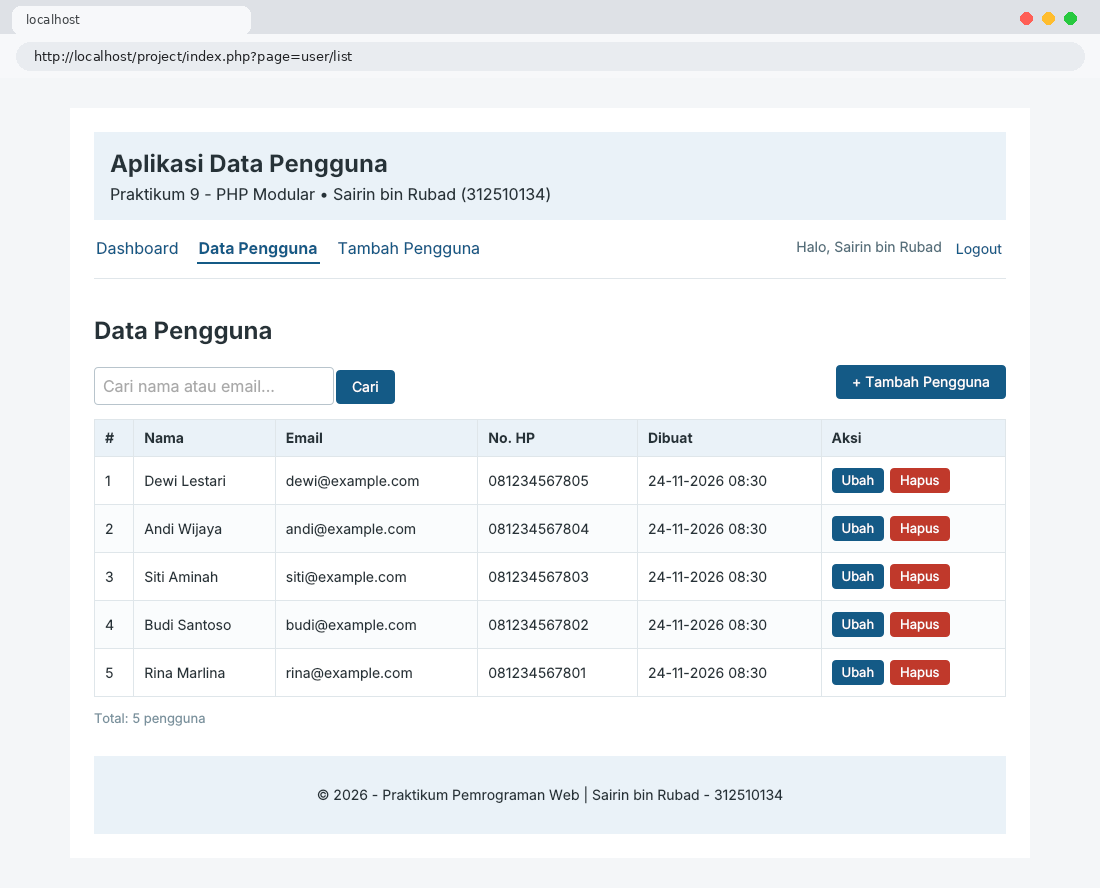 localhost
http://localhost/project/index.php?page=user/list
Aplikasi Data Pengguna
Praktikum 9 - PHP Modular • Sairin bin Rubad (312510134)
Dashboard Data Pengguna Tambah Pengguna Halo, Sairin bin Rubad Logout
Data Pengguna
Cari nama atau email... Cari + Tambah Pengguna
# Nama Email No. HP Dibuat Aksi
1 Dewi Lestari dewi@example.com 081234567805 24-11-2026 08:30 Ubah Hapus
2 Andi Wijaya andi@example.com 081234567804 24-11-2026 08:30 Ubah Hapus
3 Siti Aminah siti@example.com 081234567803 24-11-2026 08:30 Ubah Hapus
4 Budi Santoso budi@example.com 081234567802 24-11-2026 08:30 Ubah Hapus
5 Rina Marlina rina@example.com 081234567801 24-11-2026 08:30 Ubah Hapus
Total: 5 pengguna
© 2026 - Praktikum Pemrograman Web | Sairin bin Rubad - 312510134